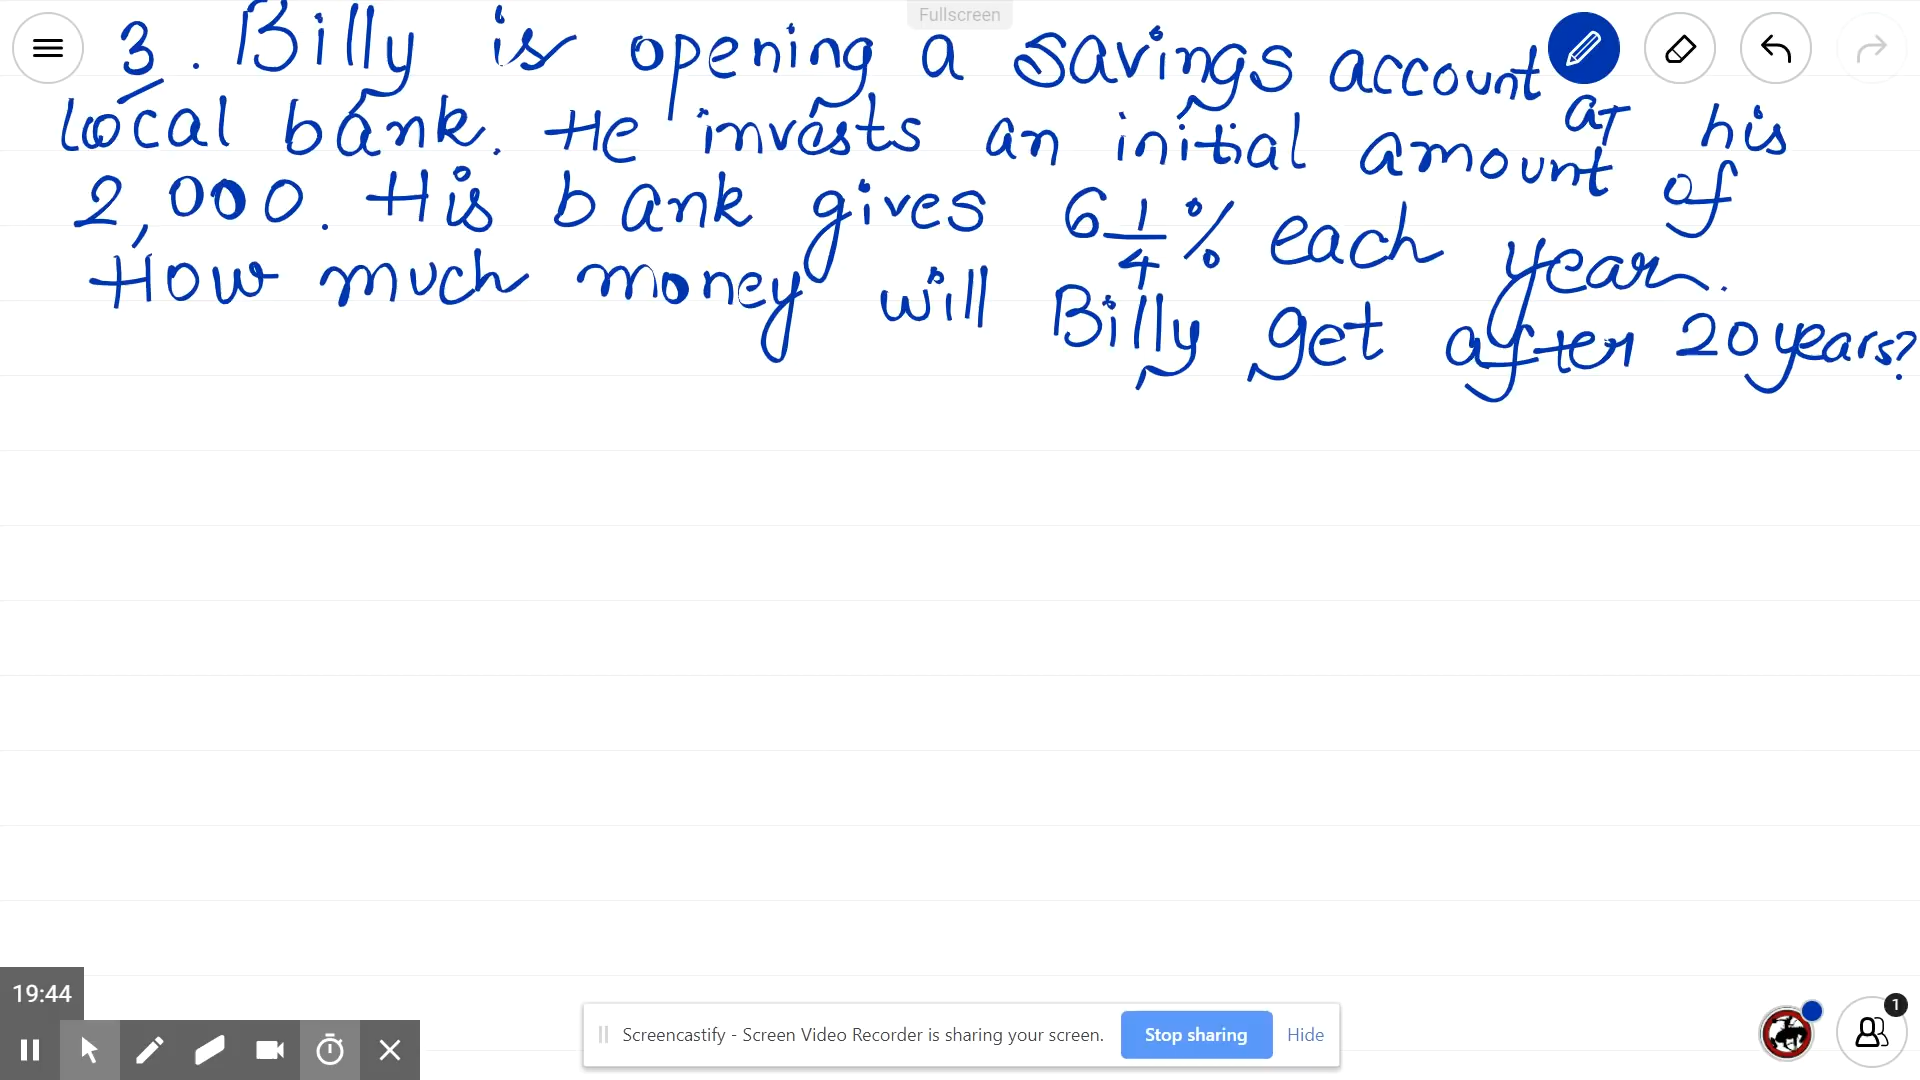 Fullscreen
3. Billy is opening a savings account at his
local bank. He invests an initial amount of
2,000. His bank gives 6 1/4 % each year.
How much money will Billy get after 20 years?
19:44
Screencastify - Screen Video Recorder is sharing your screen.
Stop sharing
Hide
1